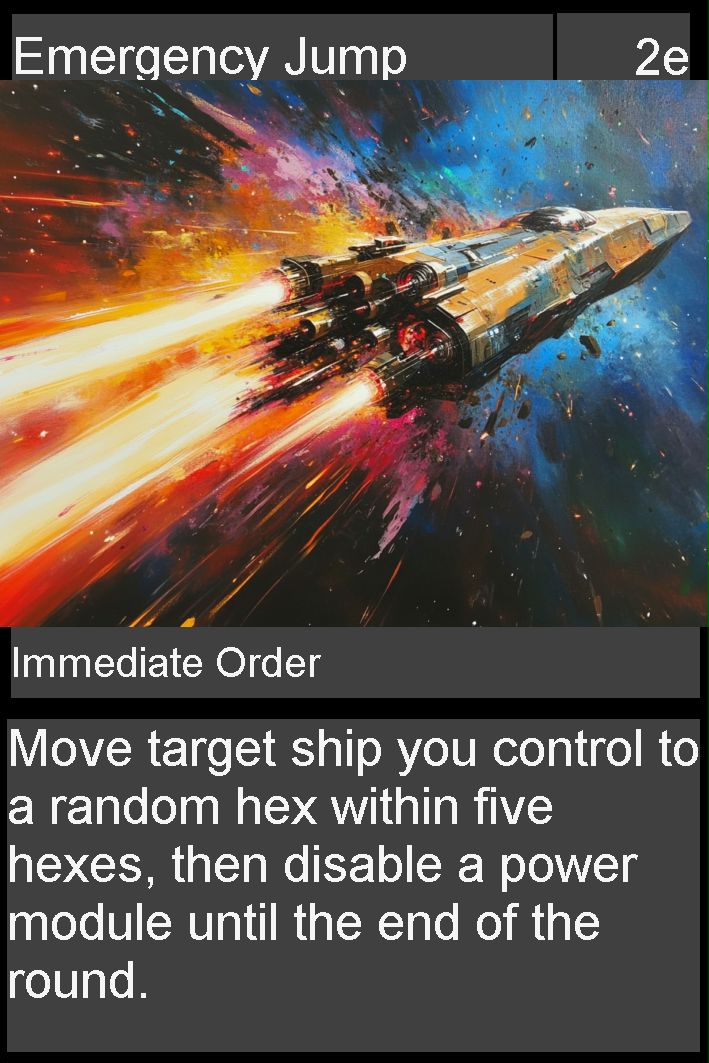 Emergency Jump
2e
Immediate Order
Move target ship you control to
a random hex within five
hexes, then disable a power
module until the end of the
round.